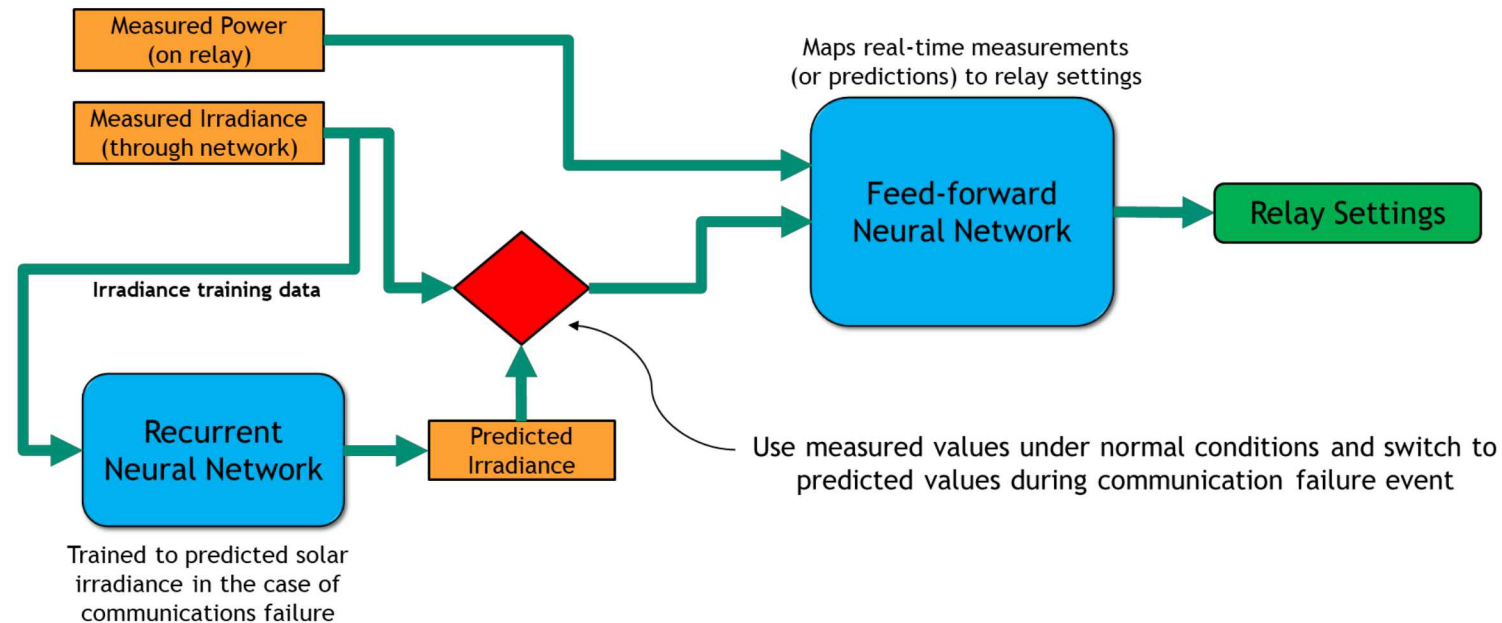 Measured Power
(on relay)
Maps real-time measurements
(or predictions) to relay settings
Measured Irradiance
(through network)
Feed-forward
Neural Network
Relay Settings
Irradiance training data
Recurrent
Neural Network
Predicted
Irradiance
Use measured values under normal conditions and switch to
predicted values during communication failure event
Trained to predicted solar
irradiance in the case of
communications failure